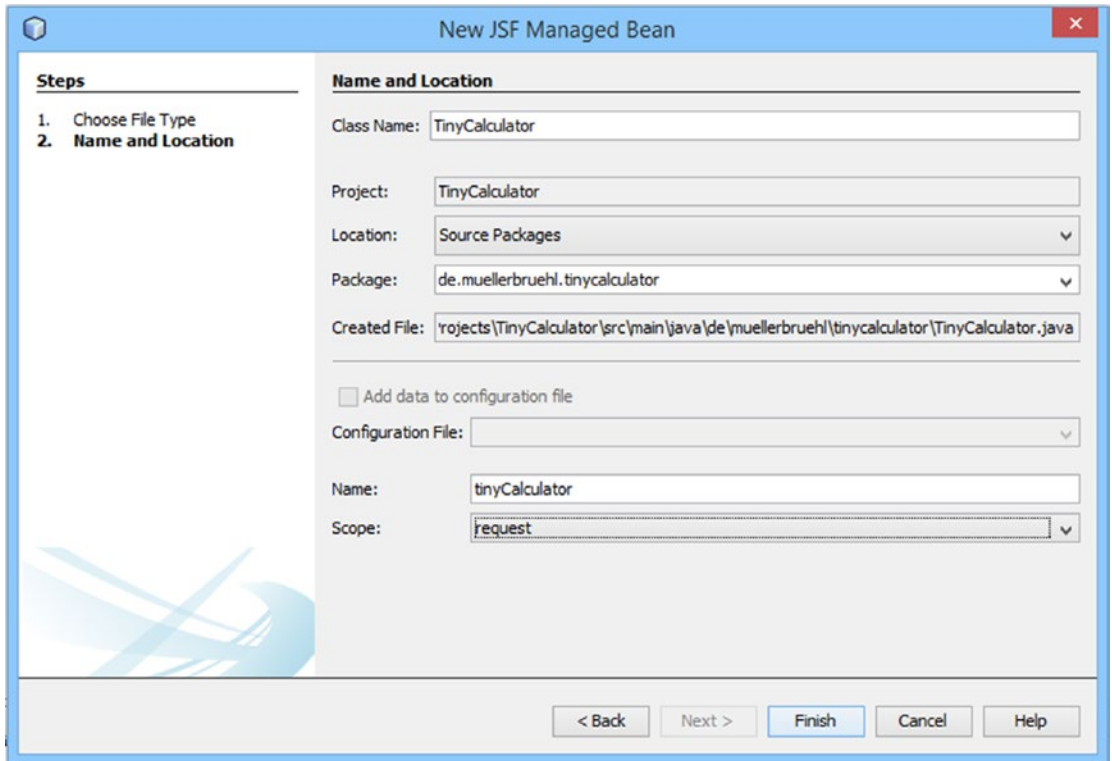 New JSF Managed Bean
Steps
1. Choose File Type
2. Name and Location
Name and Location
Class Name: TinyCalculator
Project: TinyCalculator
Location: Source Packages
Package: de.muellerbruehl.tinycalculator
Created File: rojects\TinyCalculator\src\main\java\de\muellerbruehl\tinycalculator\TinyCalculator.java
Add data to configuration file
Configuration File:
Name: tinyCalculator
Scope: request
< Back Next > Finish Cancel Help